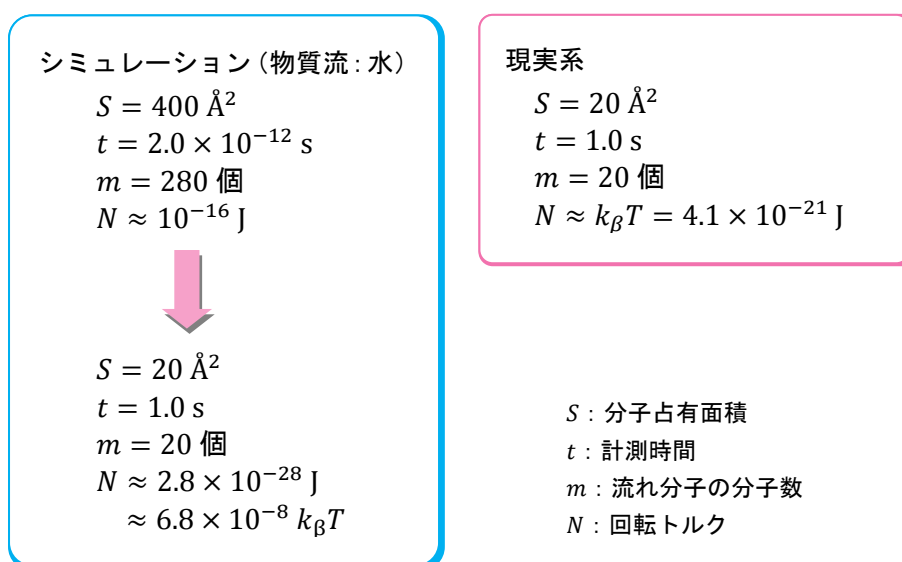 シミュレーション（物質流：水）
S = 400 Å²
t = 2.0 × 10⁻¹² s
m = 280 個
N ≈ 10⁻¹⁶ J
S = 20 Å²
t = 1.0 s
m = 20 個
N ≈ 2.8 × 10⁻²⁸ J
≈ 6.8 × 10⁻⁸ k_βT
現実系
S = 20 Å²
t = 1.0 s
m = 20 個
N ≈ k_βT = 4.1 × 10⁻²¹ J
S：分子占有面積
t：計測時間
m：流れ分子の分子数
N：回転トルク